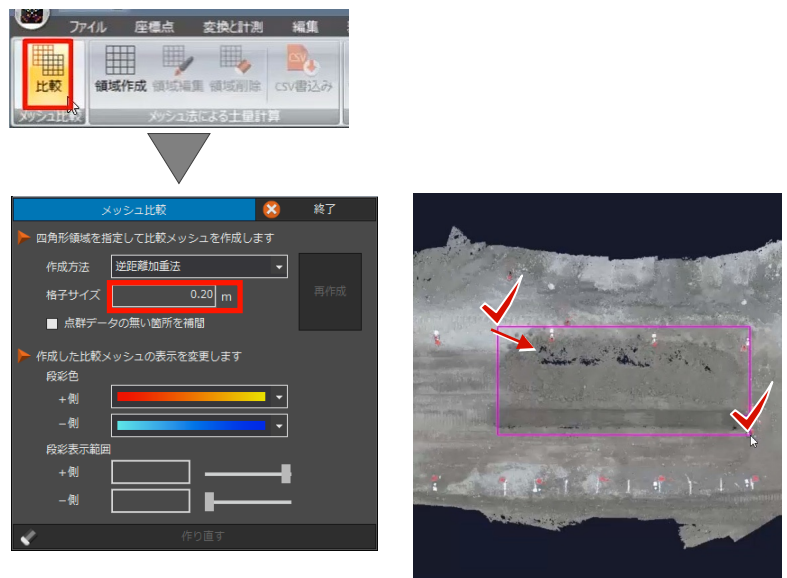 ファイル 座標点 変換と計測 編集
比較 領域作成 領域編集 領域削除 CSV書込み
メッシュ比較 メッシュ法による土量計算
メッシュ比較 終了
四角形領域を指定して比較メッシュを作成します
作成方法 逆距離加重法
再作成
格子サイズ 0.20 m
点群データの無い箇所を補間
作成した比較メッシュの表示を変更します
段彩色
+側
-側
段彩表示範囲
+側
-側
作り直す